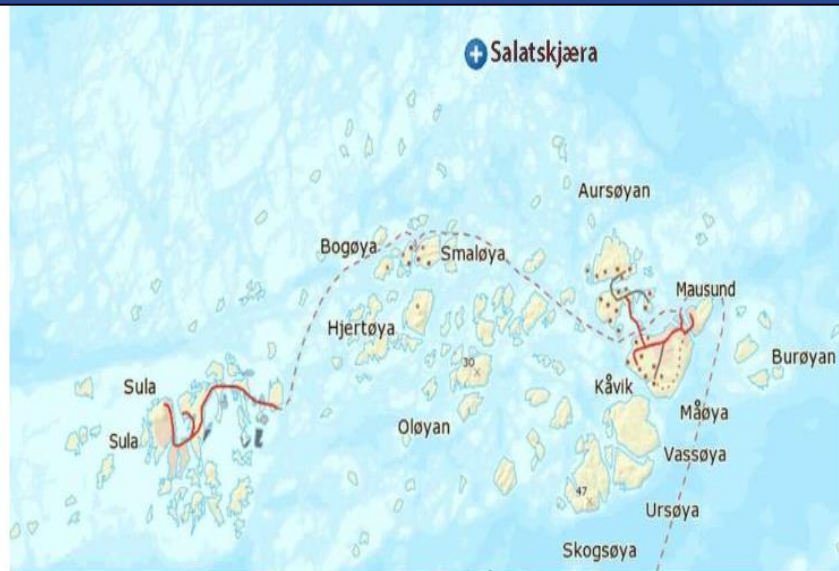 Salatskjæra
Aursøyan
Bogøya
Smaløya
Mausund
Hjertøya
Burøyan
30
Sula
Kåvik
Måøya
Sula
Oløyan
Vassøya
47
Ursøya
Skogsøya